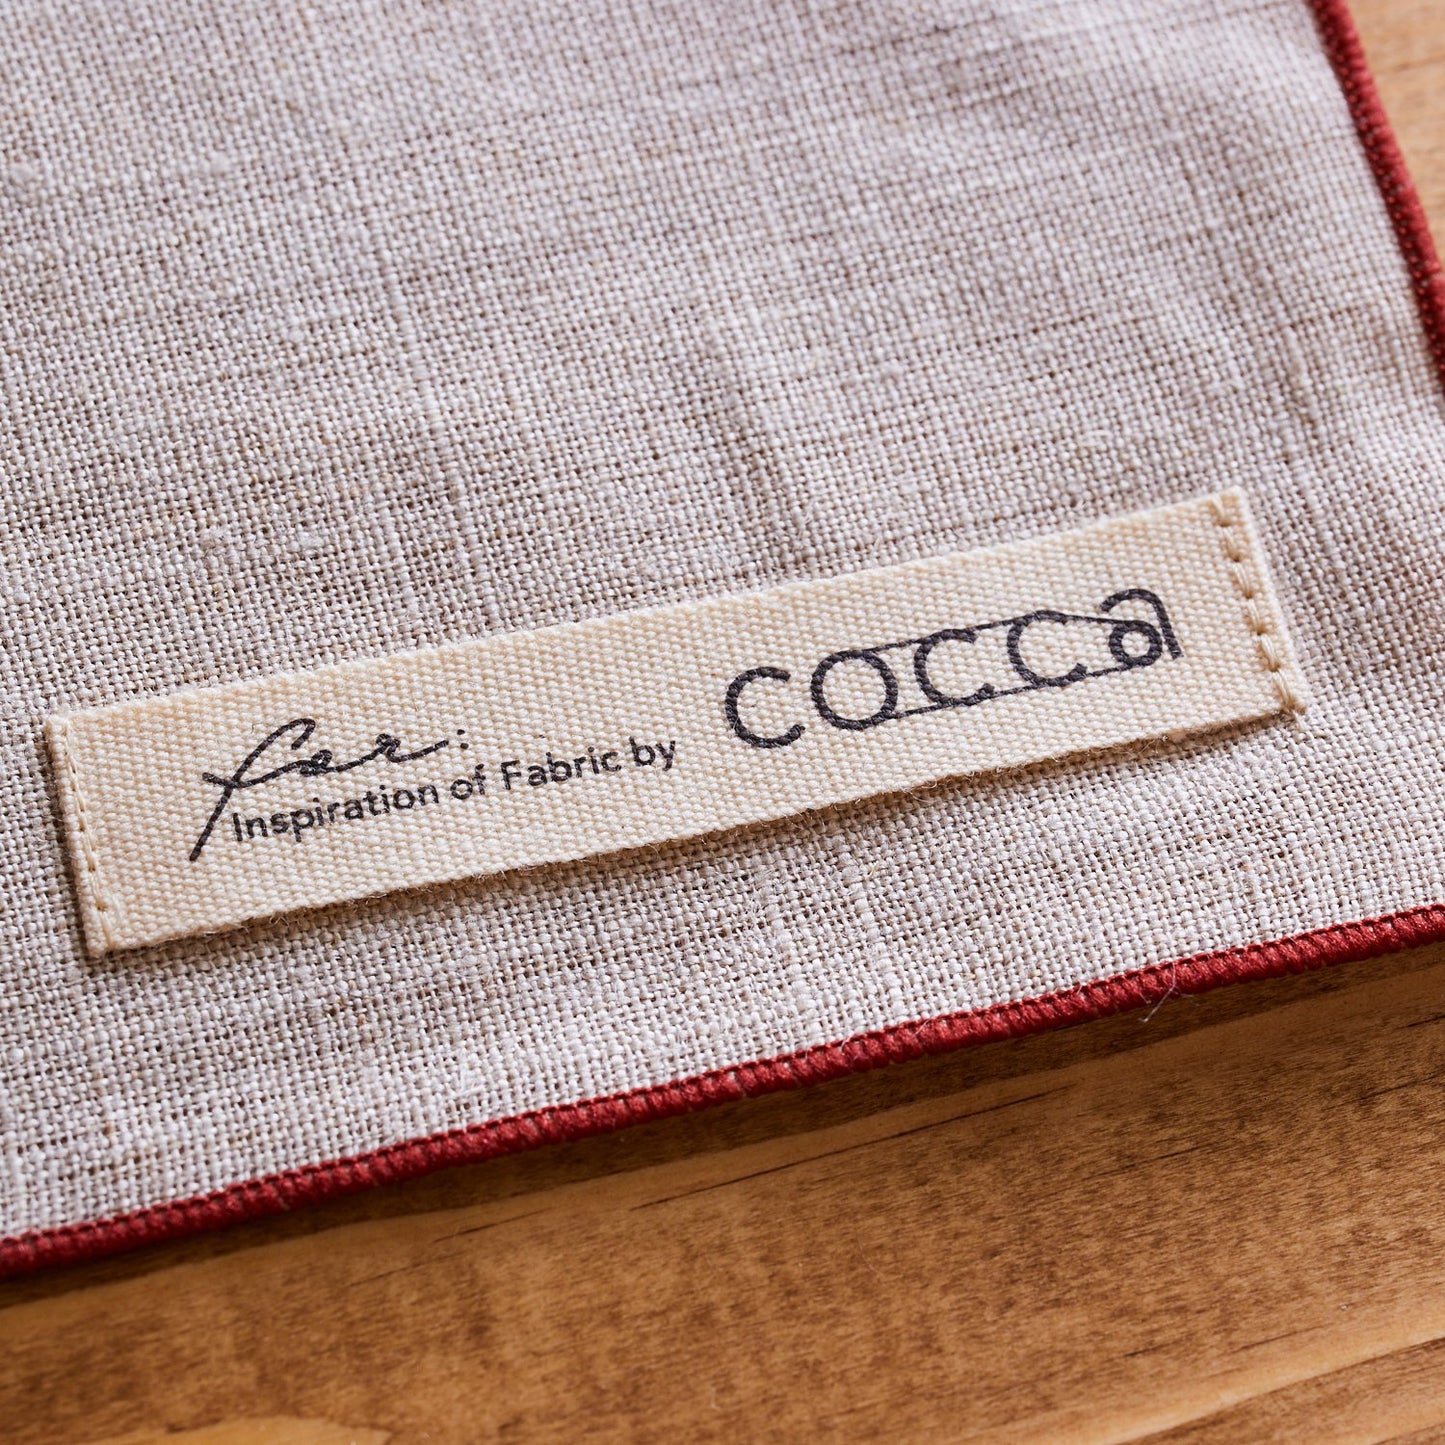 for:
Inspiration of Fabric by
cocca